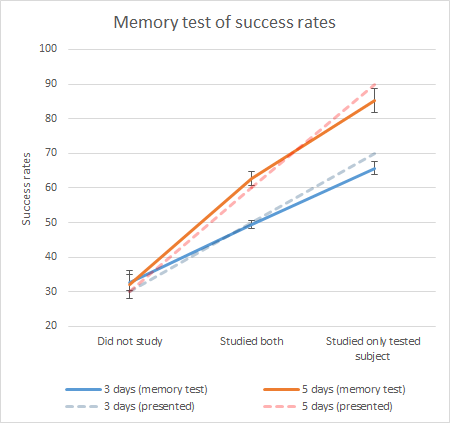 Memory test of success rates
100
90
80
70
60
50
40
30
20
Success rates
Did not study
Studied both
Studied only tested
subject
3 days (memory test)
5 days (memory test)
3 days (presented)
5 days (presented)